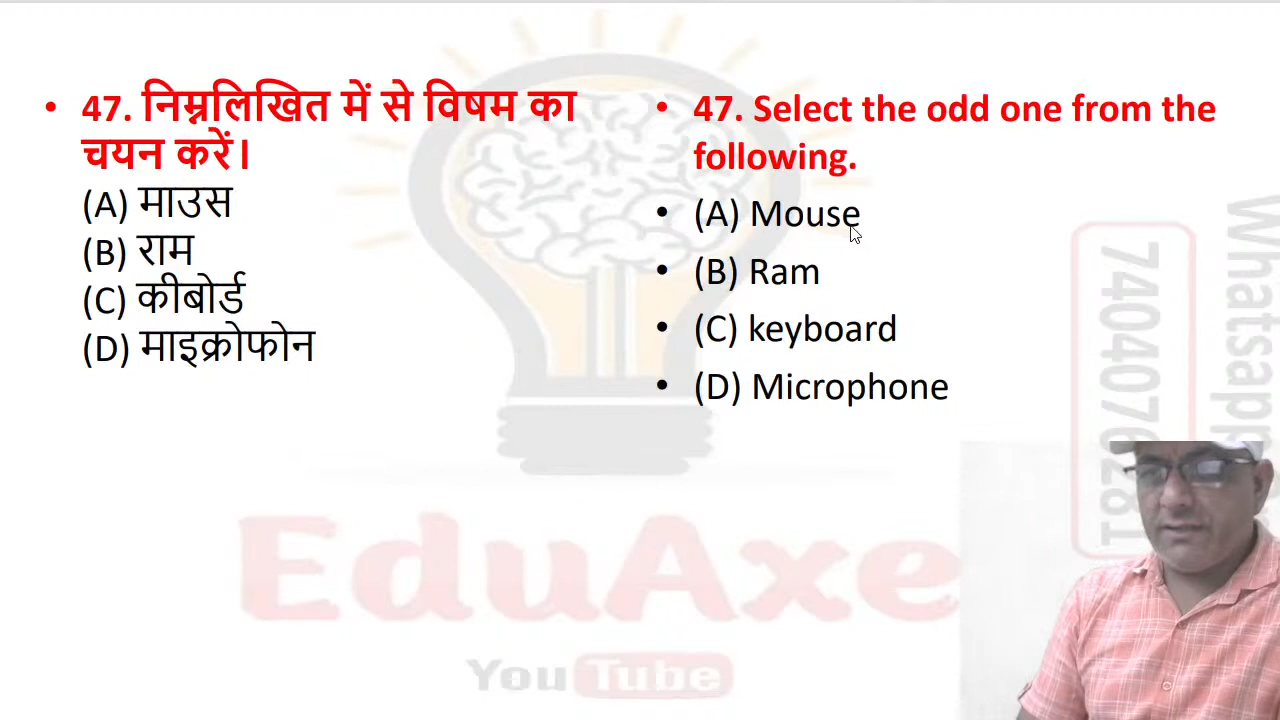 • 47. निम्नलिखित में से विषम का
चयन करें।
(A) माउस
(B) राम
(C) कीबोर्ड
(D) माइक्रोफोन
• 47. Select the odd one from the
following.
• (A) Mouse
• (B) Ram
• (C) keyboard
• (D) Microphone
Whatsapp
EduAxe
YouTube